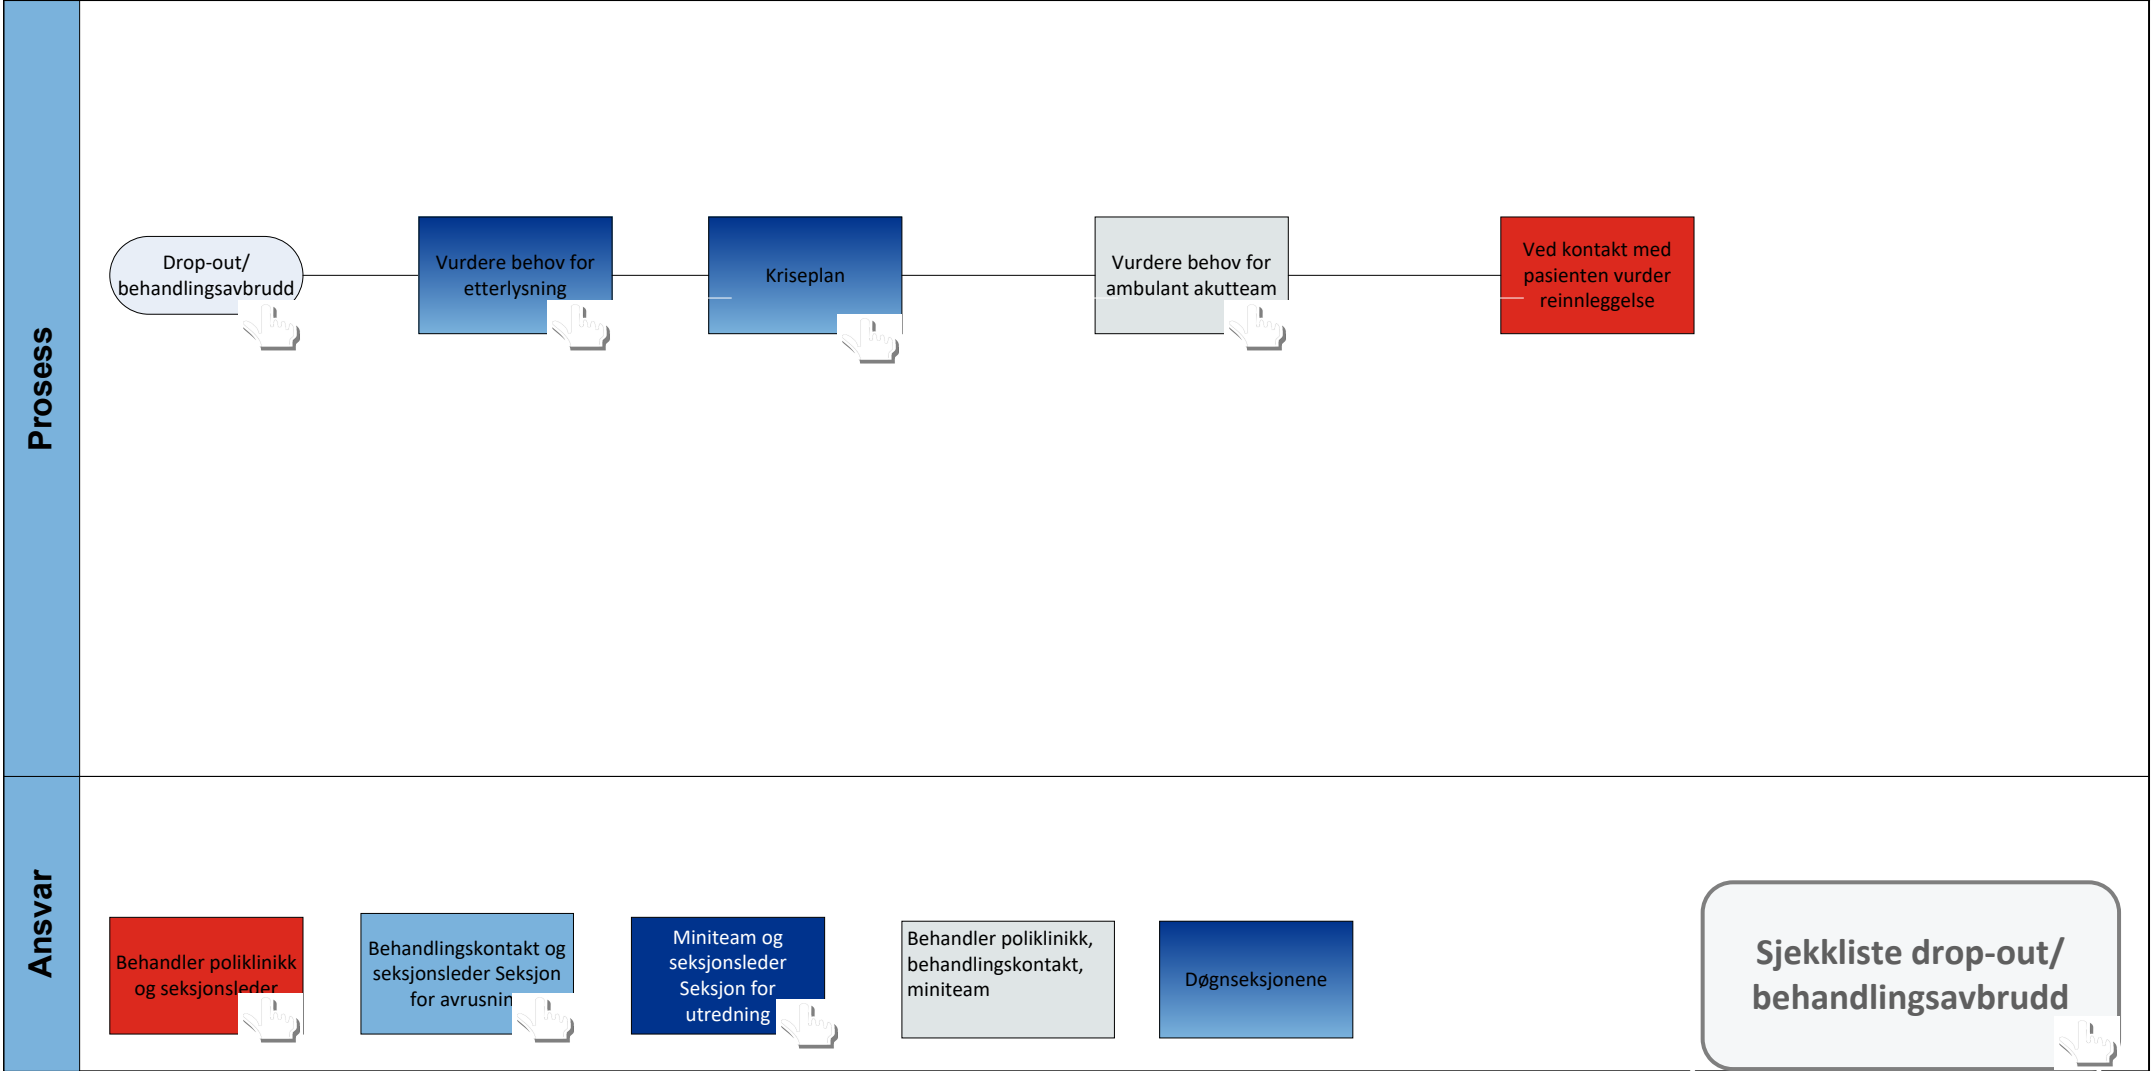 Prosess
Drop-out/
behandlingsavbrudd
Vurdere behov for
etterlysning
Kriseplan
Vurdere behov for
ambulant akutteam
Ved kontakt med
pasienten vurder
reinnleggelse
Ansvar
Behandler poliklinikk
og seksjonsleder
Behandlingskontakt og
seksjonsleder Seksjon
for avrusning
Miniteam og
seksjonsleder
Seksjon for
utredning
Behandler poliklinikk,
behandlingskontakt,
miniteam
Døgnseksjonene
Sjekkliste drop-out/
behandlingsavbrudd